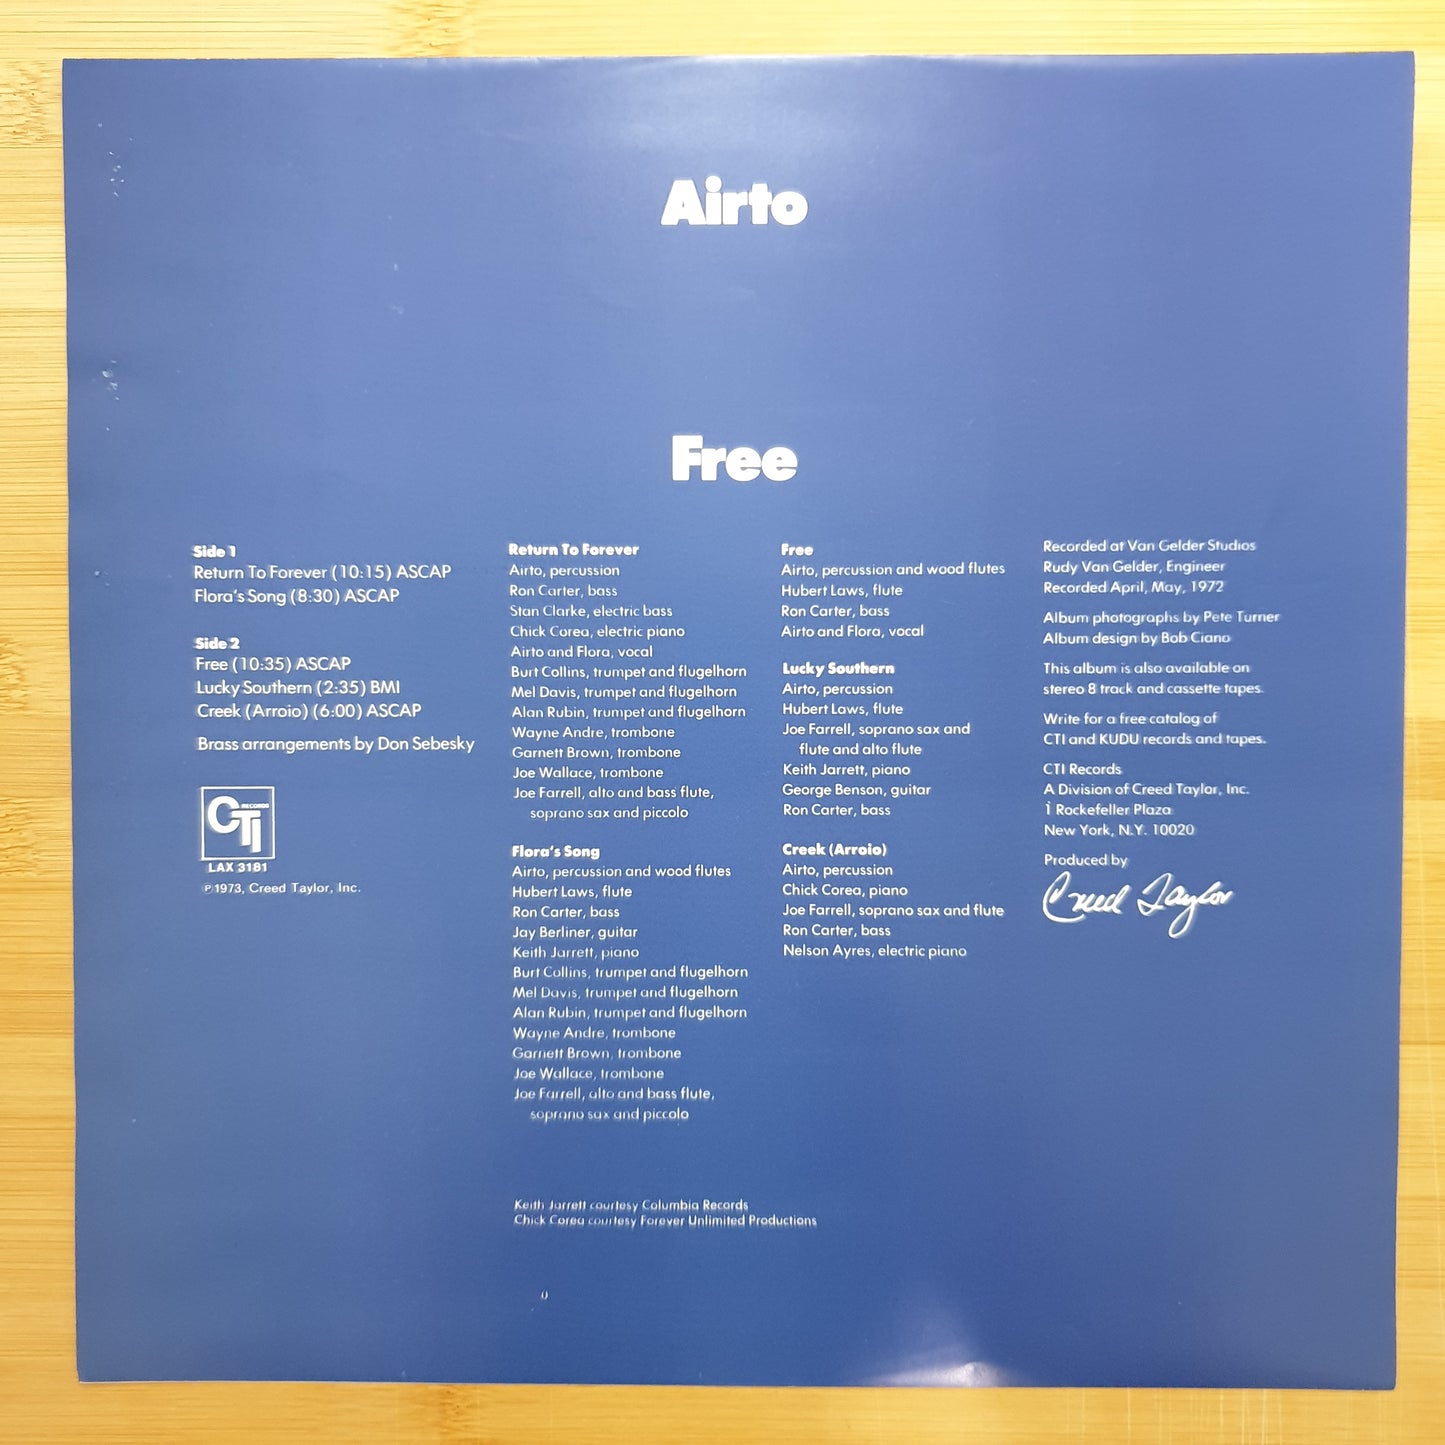 Airto
Free
Side 1
Return To Forever (10:15) ASCAP
Flora's Song (8:30) ASCAP
Side 2
Free (10:35) ASCAP
Lucky Southern (2:35) BMI
Creek (Arroio) (6:00) ASCAP
Brass arrangements by Don Sebesky
CTI RECORDS
LAX 3181
℗1973, Creed Taylor, Inc.
Return To Forever
Airto, percussion
Ron Carter, bass
Stan Clarke, electric bass
Chick Corea, electric piano
Airto and Flora, vocal
Burt Collins, trumpet and flugelhorn
Mel Davis, trumpet and flugelhorn
Alan Rubin, trumpet and flugelhorn
Wayne Andre, trombone
Garnett Brown, trombone
Joe Wallace, trombone
Joe Farrell, alto and bass flute,
soprano sax and piccolo
Flora's Song
Airto, percussion and wood flutes
Hubert Laws, flute
Ron Carter, bass
Jay Berliner, guitar
Keith Jarrett, piano
Burt Collins, trumpet and flugelhorn
Mel Davis, trumpet and flugelhorn
Alan Rubin, trumpet and flugelhorn
Wayne Andre, trombone
Garnett Brown, trombone
Joe Wallace, trombone
Joe Farrell, alto and bass flute,
soprano sax and piccolo
Keith Jarrett courtesy Columbia Records
Chick Corea courtesy Forever Unlimited Productions
Free
Airto, percussion and wood flutes
Hubert Laws, flute
Ron Carter, bass
Airto and Flora, vocal
Lucky Southern
Airto, percussion
Hubert Laws, flute
Joe Farrell, soprano sax and
flute and alto flute
Keith Jarrett, piano
George Benson, guitar
Ron Carter, bass
Creek (Arroio)
Airto, percussion
Chick Corea, piano
Joe Farrell, soprano sax and flute
Ron Carter, bass
Nelson Ayres, electric piano
Recorded at Van Gelder Studios
Rudy Van Gelder, Engineer
Recorded April, May, 1972
Album photographs by Pete Turner
Album design by Bob Ciano
This album is also available on
stereo 8 track and cassette tapes.
Write for a free catalog of
CTI and KUDU records and tapes.
CTI Records
A Division of Creed Taylor, Inc.
1 Rockefeller Plaza
New York, N.Y. 10020
Produced by
Creed Taylor